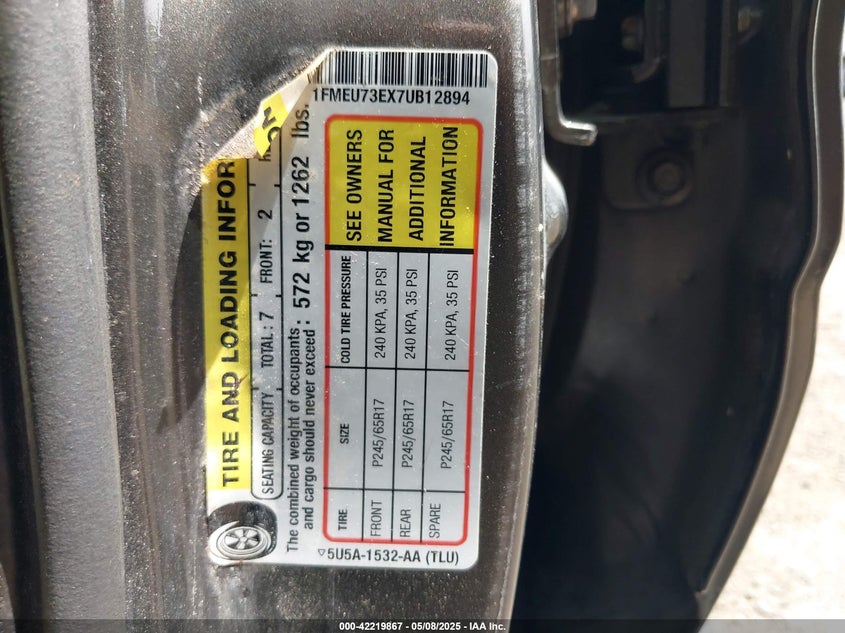 1FMEU73EX7UB12894
TIRE AND LOADING INFOR
SEATING CAPACITY TOTAL: 7 FRONT: 2
The combined weight of occupants
and cargo should never exceed: 572 kg or 1262 lbs.
TIRE SIZE COLD TIRE PRESSURE
FRONT P245/65R17 240 KPA, 35 PSI
REAR P245/65R17 240 KPA, 35 PSI
SPARE P245/65R17 240 KPA, 35 PSI
SEE OWNERS
MANUAL FOR
ADDITIONAL
INFORMATION
5U5A-1532-AA (TLU)
000-42219867 - 05/08/2025 - IAA Inc.